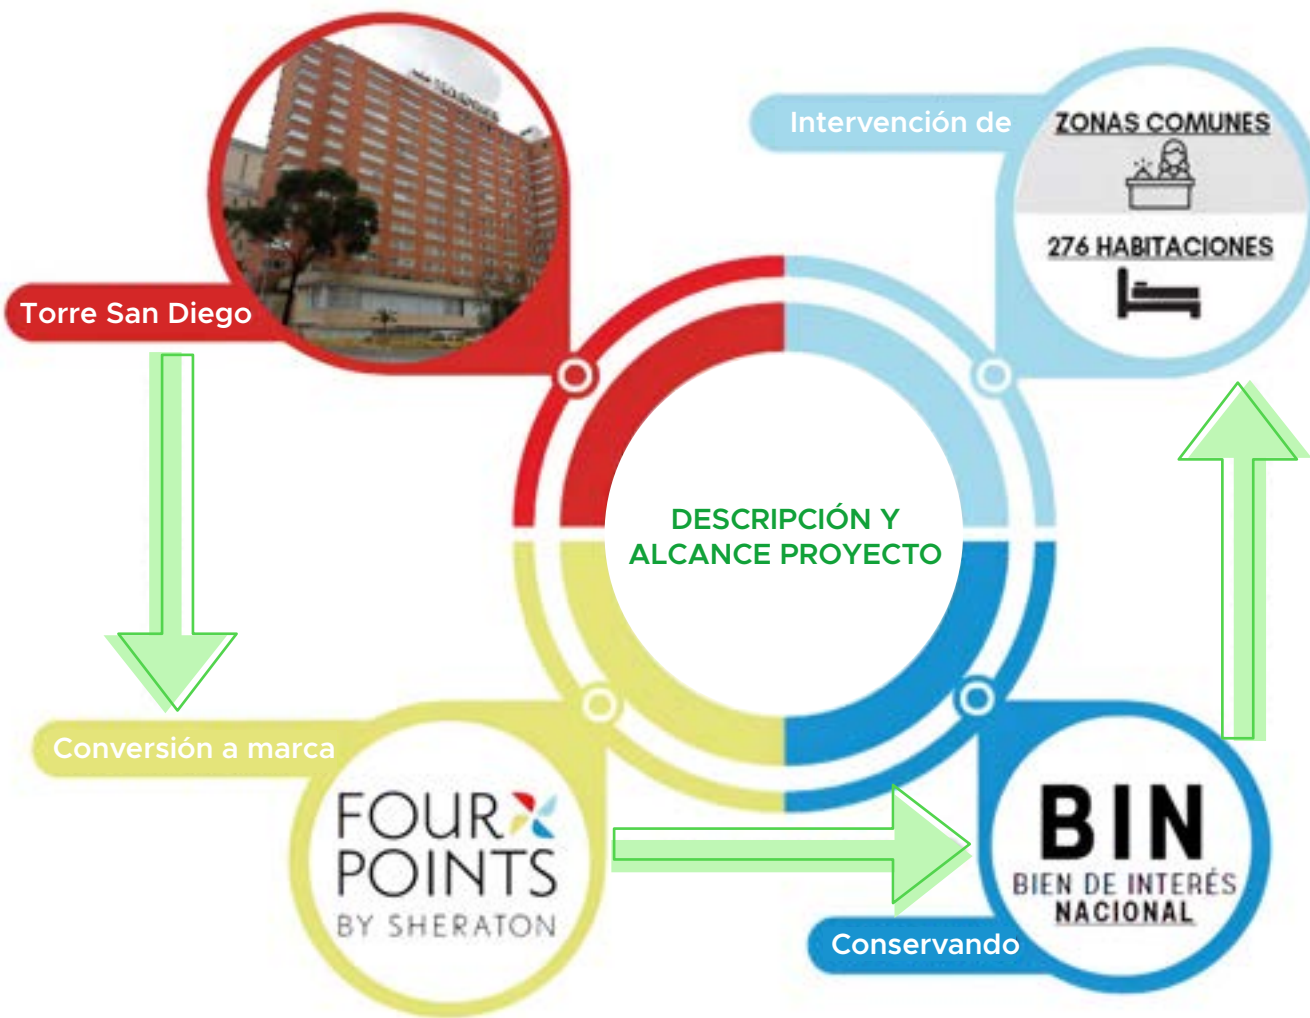 Torre San Diego
Intervención de
ZONAS COMUNES
276 HABITACIONES
DESCRIPCIÓN Y
ALCANCE PROYECTO
Conversión a marca
FOUR
POINTS
BY SHERATON
BIN
BIEN DE INTERÉS
NACIONAL
Conservando